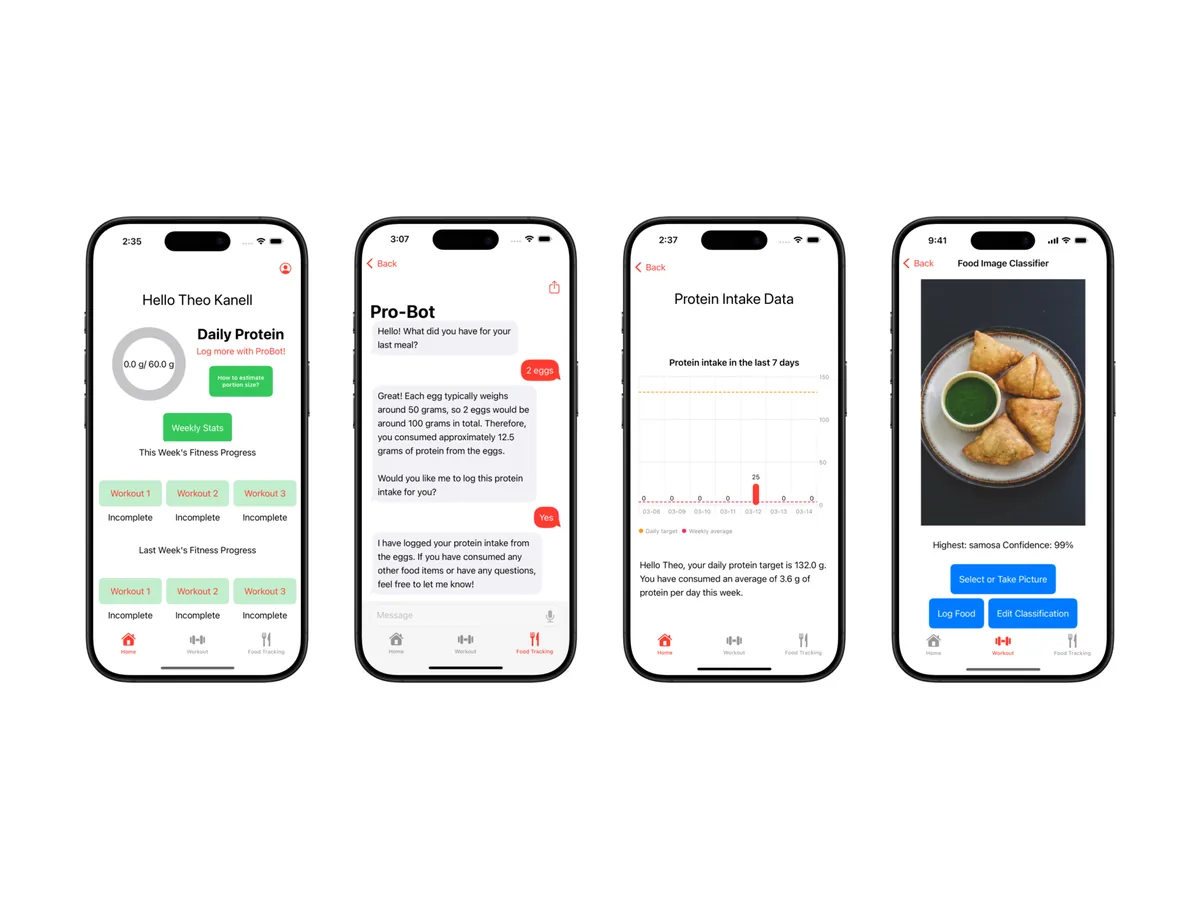 2:35
Hello Theo Kanell
0.0 g/ 60.0 g
Daily Protein
Log more with ProBot!
How to estimate
portion size?
Weekly Stats
This Week's Fitness Progress
Workout 1 Workout 2 Workout 3
Incomplete Incomplete Incomplete
Last Week's Fitness Progress
Workout 1 Workout 2 Workout 3
Incomplete Incomplete Incomplete
Home Workout Food Tracking
3:07
Back
Pro-Bot
Hello! What did you have for your
last meal?
2 eggs
Great! Each egg typically weighs
around 50 grams, so 2 eggs would be
around 100 grams in total. Therefore,
you consumed approximately 12.5
grams of protein from the eggs.
Would you like me to log this protein
intake for you?
Yes
I have logged your protein intake from
the eggs. If you have consumed any
other food items or have any questions,
feel free to let me know!
Message
Home Workout Food Tracking
2:37
Back
Protein Intake Data
Protein intake in the last 7 days
150
100
50
25
0 0 0 0 0 0
0
03-08 03-09 03-10 03-11 03-12 03-13 03-14
Daily target Weekly average
Hello Theo, your daily protein target is 132.0 g.
You have consumed an average of 3.6 g of
protein per day this week.
Home Workout Food Tracking
9:41
Back Food Image Classifier
Highest: samosa Confidence: 99%
Select or Take Picture
Log Food Edit Classification
Home Workout Food Tracking